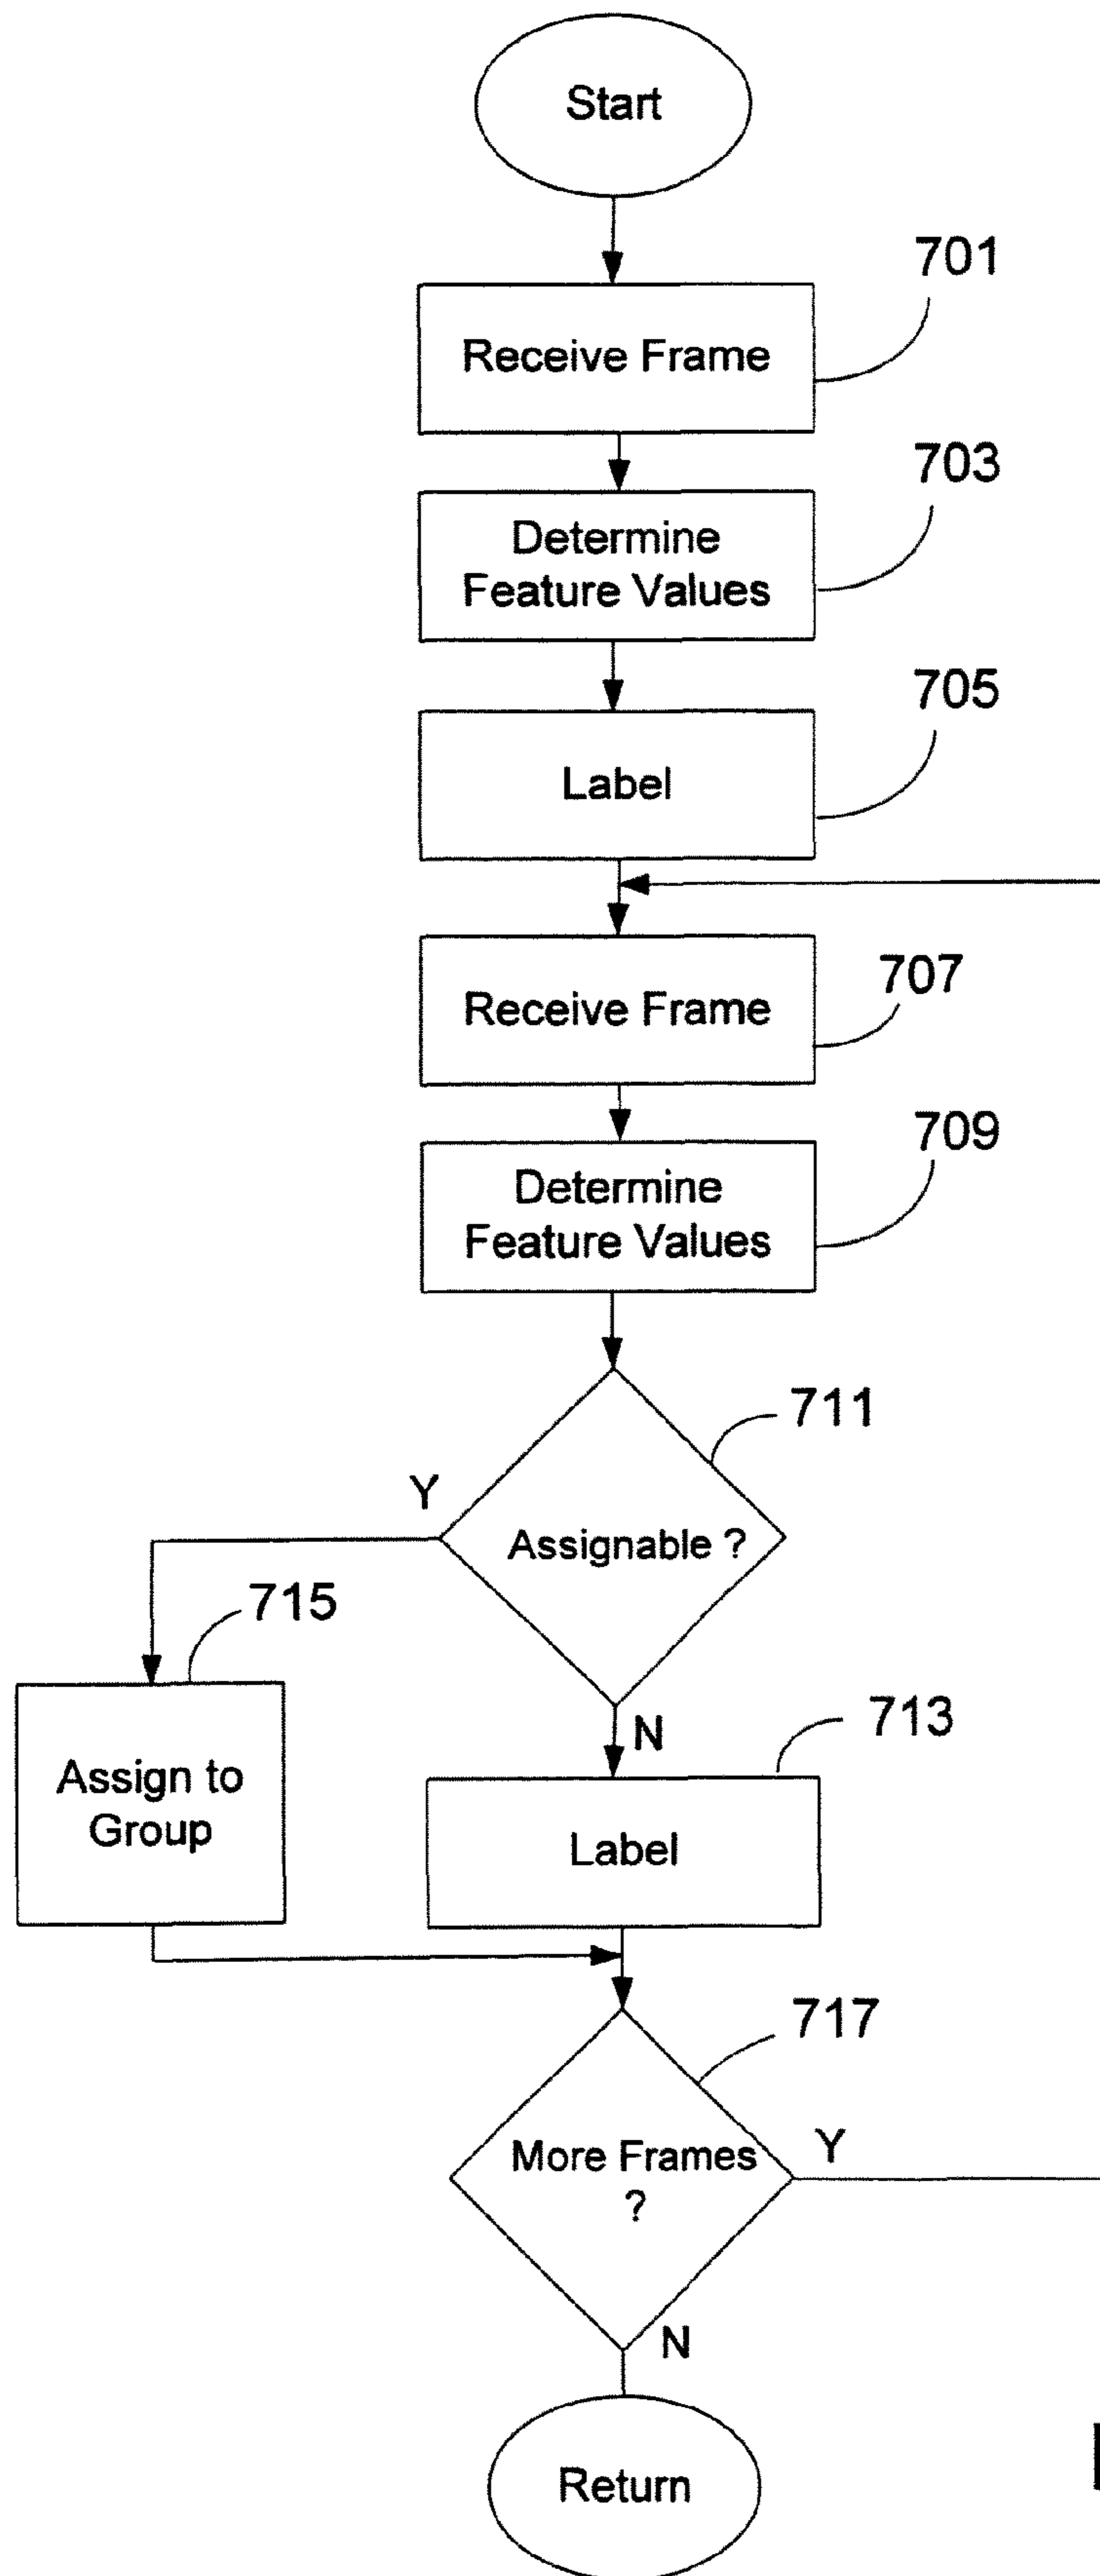 Start
701
Receive Frame
703
Determine
Feature Values
705
Label
707
Receive Frame
709
Determine
Feature Values
711
Y
Assignable ?
715
N
713
Assign to
Group
Label
717
More Frames
?
Y
N
Return